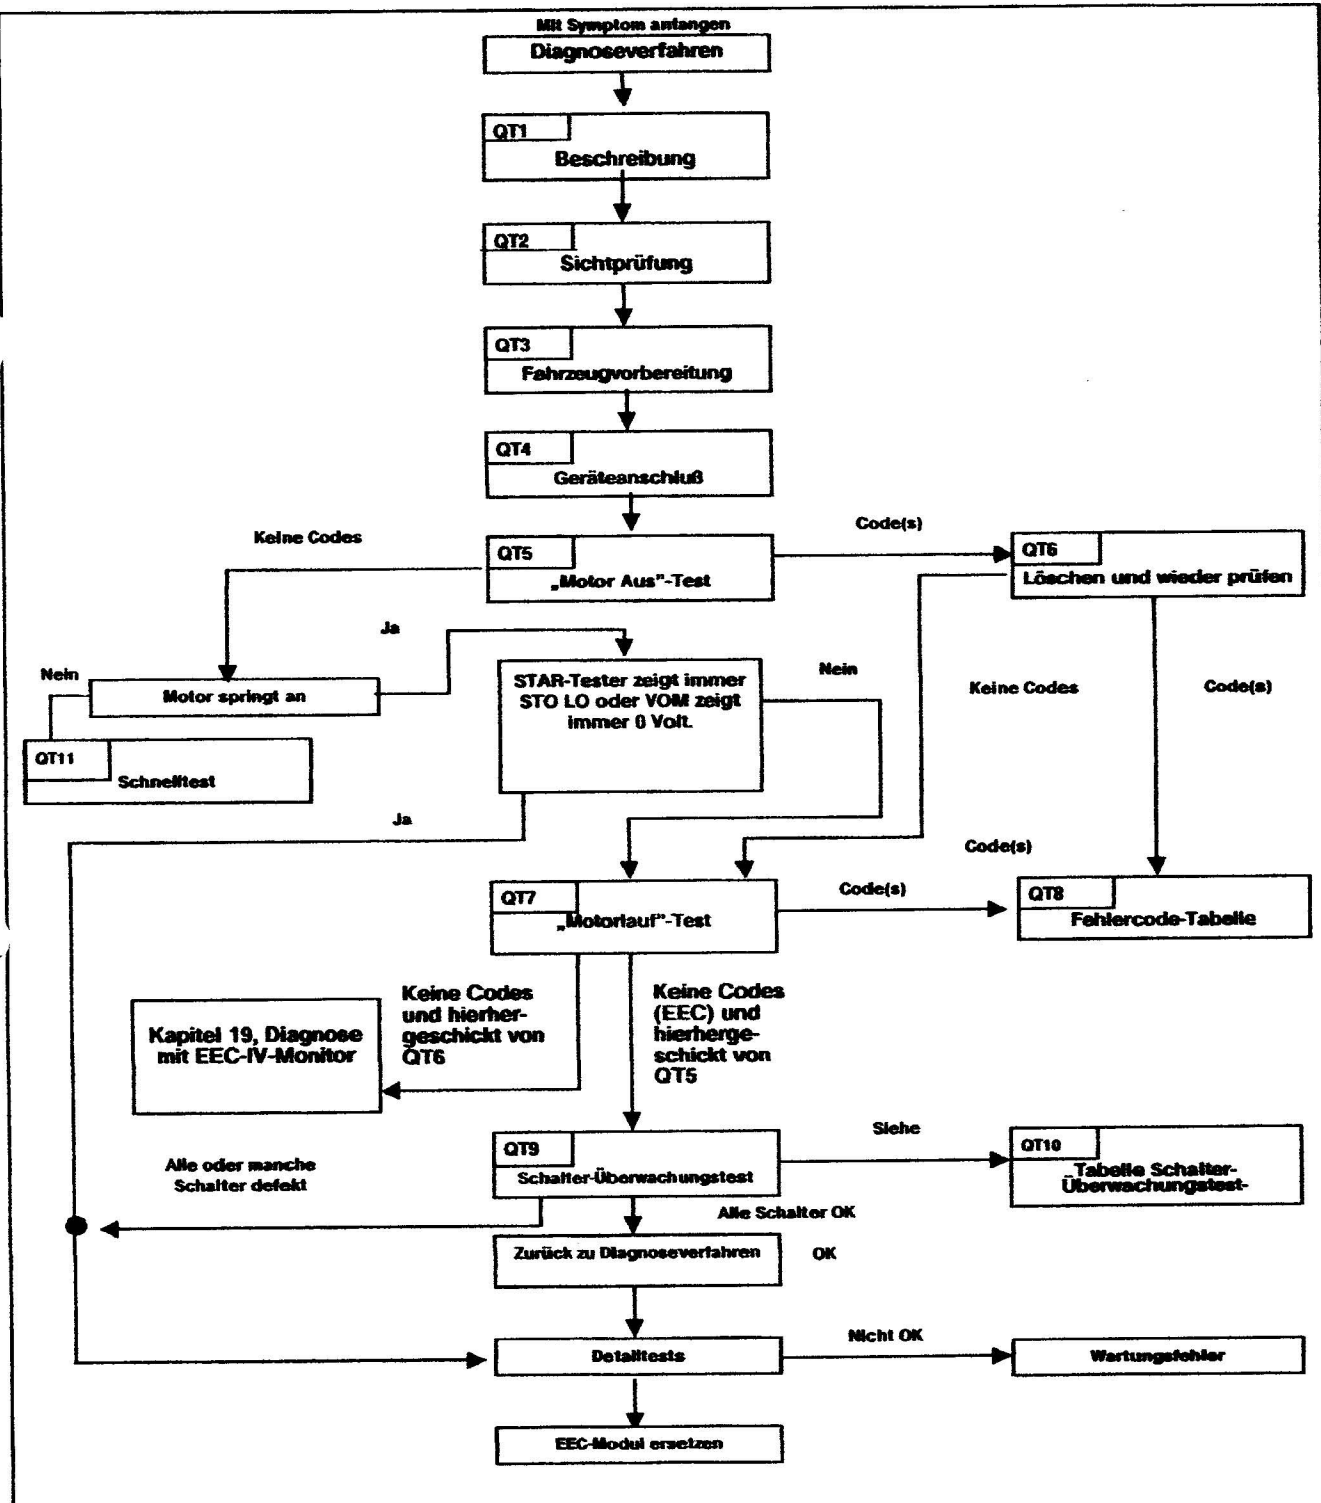 Mit Symptom anfangen
Diagnoseverfahren
QT1
Beschreibung
QT2
Sichtprüfung
QT3
Fahrzeugvorbereitung
QT4
Geräteanschluß
Keine Codes
QT5
„Motor Aus”-Test
Code(s)
QT6
Löschen und wieder prüfen
Ja
Nein
Motor springt an
STAR-Tester zeigt immer
STO LO oder VOM zeigt
immer 0 Volt.
Nein
Keine Codes
Code(s)
QT11
Schnelltest
Ja
Code(s)
QT7
„Motorlauf”-Test
Code(s)
QT8
Fehlercode-Tabelle
Kapitel 19, Diagnose
mit EEC-IV-Monitor
Keine Codes
und hierher-
geschickt von
QT6
Keine Codes
(EEC) und
hierherge-
schickt von
QT5
Alle oder manche
Schalter defekt
QT9
Schalter-Überwachungstest
Siehe
QT10
Tabelle Schalter-
Überwachungstest-
Alle Schalter OK
Zurück zu Diagnoseverfahren
OK
Detailtests
Nicht OK
Wartungsfehler
EEC-Modul ersetzen